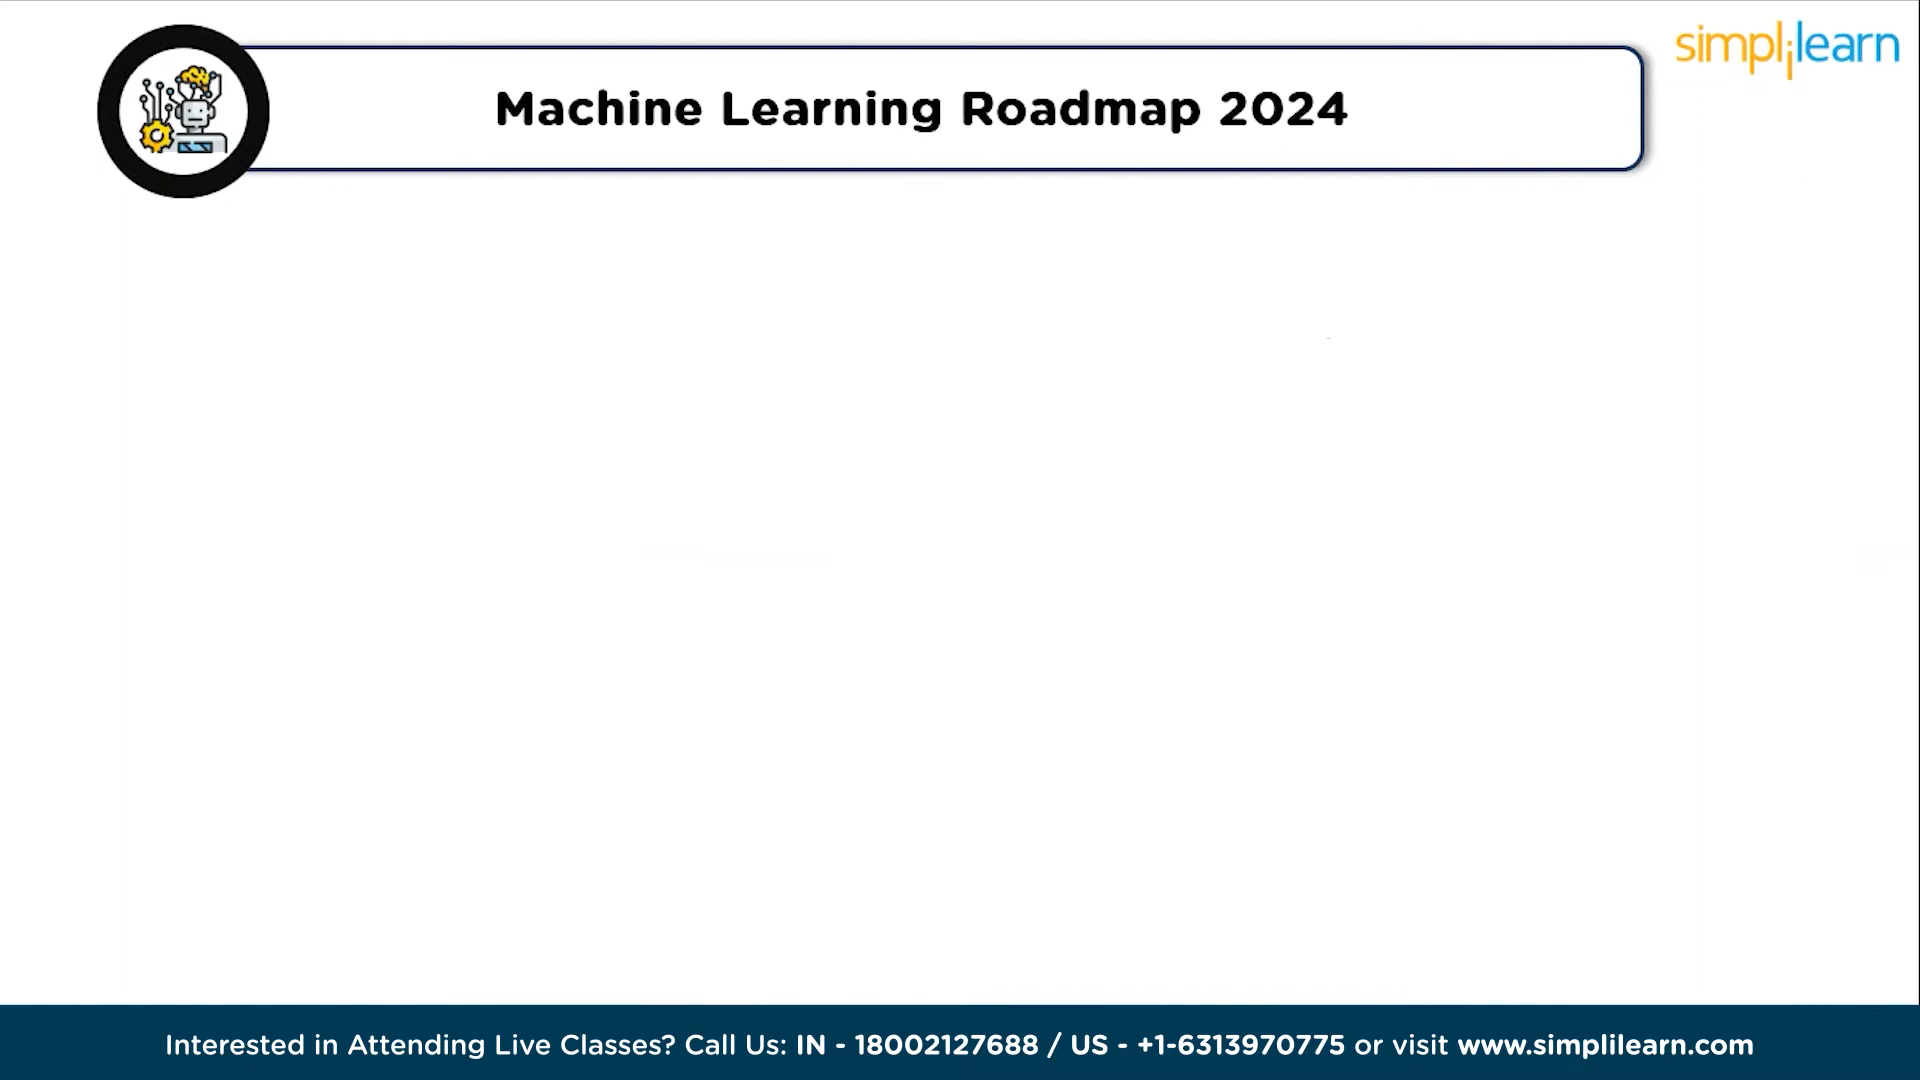 simplilearn
Machine Learning Roadmap 2024
Interested in Attending Live Classes? Call Us: IN - 18002127688 / US - +1-6313970775 or visit www.simplilearn.com